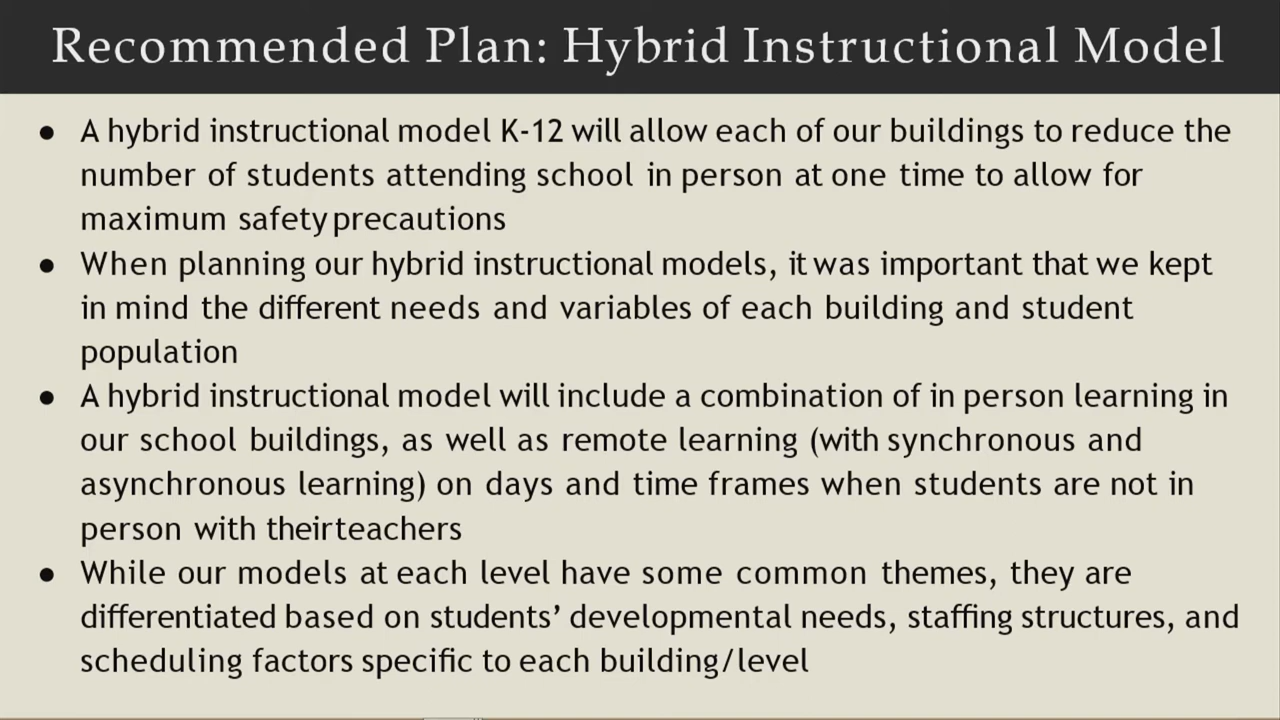 Recommended Plan: Hybrid Instructional Model
● A hybrid instructional model K-12 will allow each of our buildings to reduce the
number of students attending school in person at one time to allow for
maximum safety precautions
● When planning our hybrid instructional models, it was important that we kept
in mind the different needs and variables of each building and student
population
● A hybrid instructional model will include a combination of in person learning in
our school buildings, as well as remote learning (with synchronous and
asynchronous learning) on days and time frames when students are not in
person with their teachers
● While our models at each level have some common themes, they are
differentiated based on students’ developmental needs, staffing structures, and
scheduling factors specific to each building/level